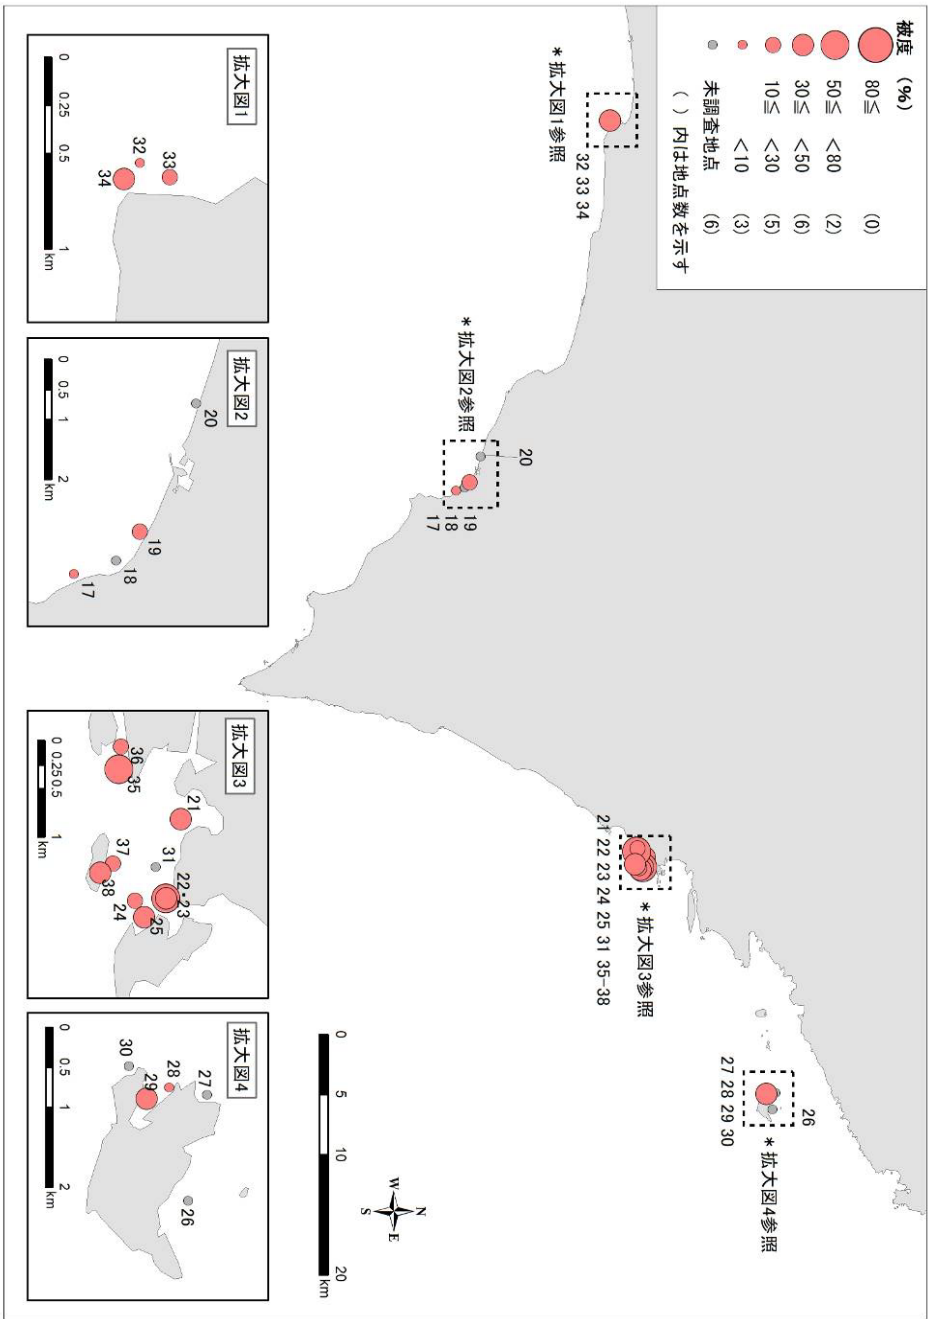 被度 (%)
80≦ (0)
50≦ <80 (2)
30≦ <50 (6)
10≦ <30 (5)
<10 (3)
未調査地点 (6)
( ) 内は地点数を示す
*拡大図1参照
32 33 34
*拡大図2参照
20
19
18
17
21 22 23 24 25 31 35-38
*拡大図3参照
26
27 28 29 30
*拡大図4参照
N
W
E
S
0 5 10 20
km
拡大図1
33
32
34
0 0.25 0.5 1
km
拡大図2
20
19
18
17
0 0.5 1 2
km
拡大図3
36
35
21
31
22・23
37
38
24
25
0 0.25 0.5 1
km
拡大図4
27
28
29
30
26
0 0.5 1 2
km